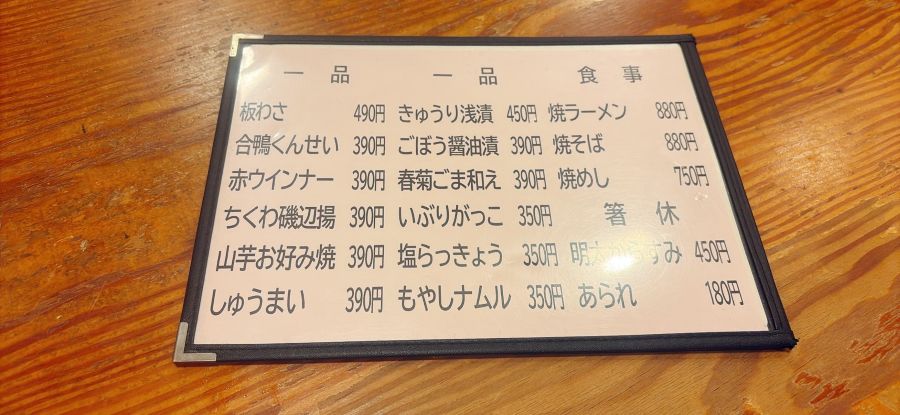 一品 一品 食事
板わさ 490円 きゅうり浅漬 450円 焼ラーメン 880円
合鴨くんせい 390円 ごぼう醤油漬 390円 焼そば 880円
赤ウインナー 390円 春菊ごま和え 390円 焼めし 750円
ちくわ磯辺揚 390円 いぶりがっこ 350円 箸休
山芋お好み焼 390円 塩らっきょう 350円 明太からすみ 450円
しゅうまい 390円 もやしナムル 350円 あられ 180円